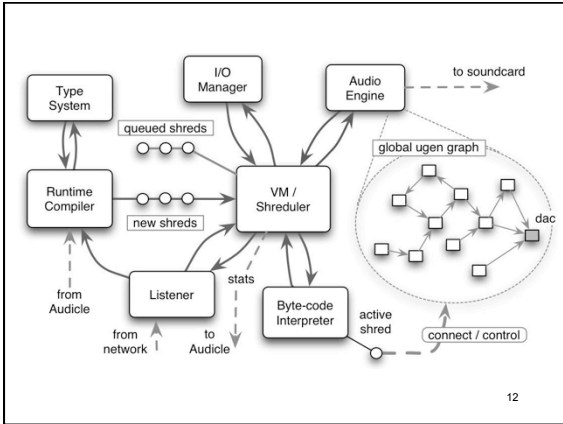 I/O
Manager
Audio
Engine
to soundcard
Type
System
queued shreds
global ugen graph
Runtime
Compiler
new shreds
VM /
Shreduler
dac
from
Audicle
Listener
stats
from
network
to
Audicle
Byte-code
Interpreter
active
shred
connect / control
12